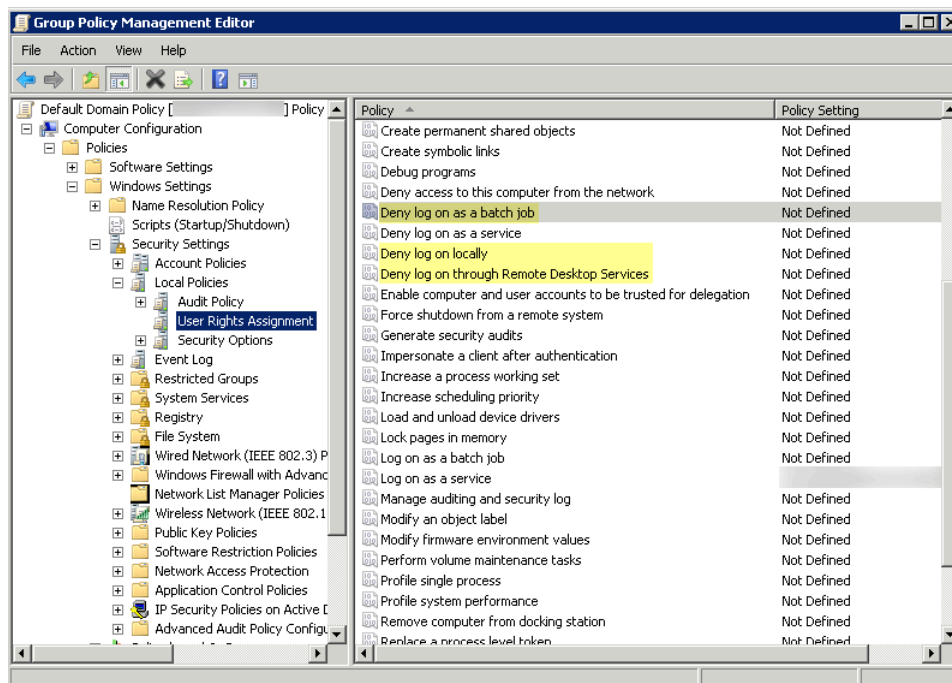 Group Policy Management Editor
File Action View Help
Default Domain Policy [ ] Policy
Computer Configuration
Policies
Software Settings
Windows Settings
Name Resolution Policy
Scripts (Startup/Shutdown)
Security Settings
Account Policies
Local Policies
Audit Policy
User Rights Assignment
Security Options
Event Log
Restricted Groups
System Services
Registry
File System
Wired Network (IEEE 802.3) P
Windows Firewall with Advanc
Network List Manager Policies
Wireless Network (IEEE 802.1
Public Key Policies
Software Restriction Policies
Network Access Protection
Application Control Policies
IP Security Policies on Active D
Advanced Audit Policy Configu
Policy Policy Setting
Create permanent shared objects Not Defined
Create symbolic links Not Defined
Debug programs Not Defined
Deny access to this computer from the network Not Defined
Deny log on as a batch job Not Defined
Deny log on as a service Not Defined
Deny log on locally Not Defined
Deny log on through Remote Desktop Services Not Defined
Enable computer and user accounts to be trusted for delegation Not Defined
Force shutdown from a remote system Not Defined
Generate security audits Not Defined
Impersonate a client after authentication Not Defined
Increase a process working set Not Defined
Increase scheduling priority Not Defined
Load and unload device drivers Not Defined
Lock pages in memory Not Defined
Log on as a batch job Not Defined
Log on as a service
Manage auditing and security log Not Defined
Modify an object label Not Defined
Modify firmware environment values Not Defined
Perform volume maintenance tasks Not Defined
Profile single process Not Defined
Profile system performance Not Defined
Remove computer from docking station Not Defined
Replace a process level token Not Defined